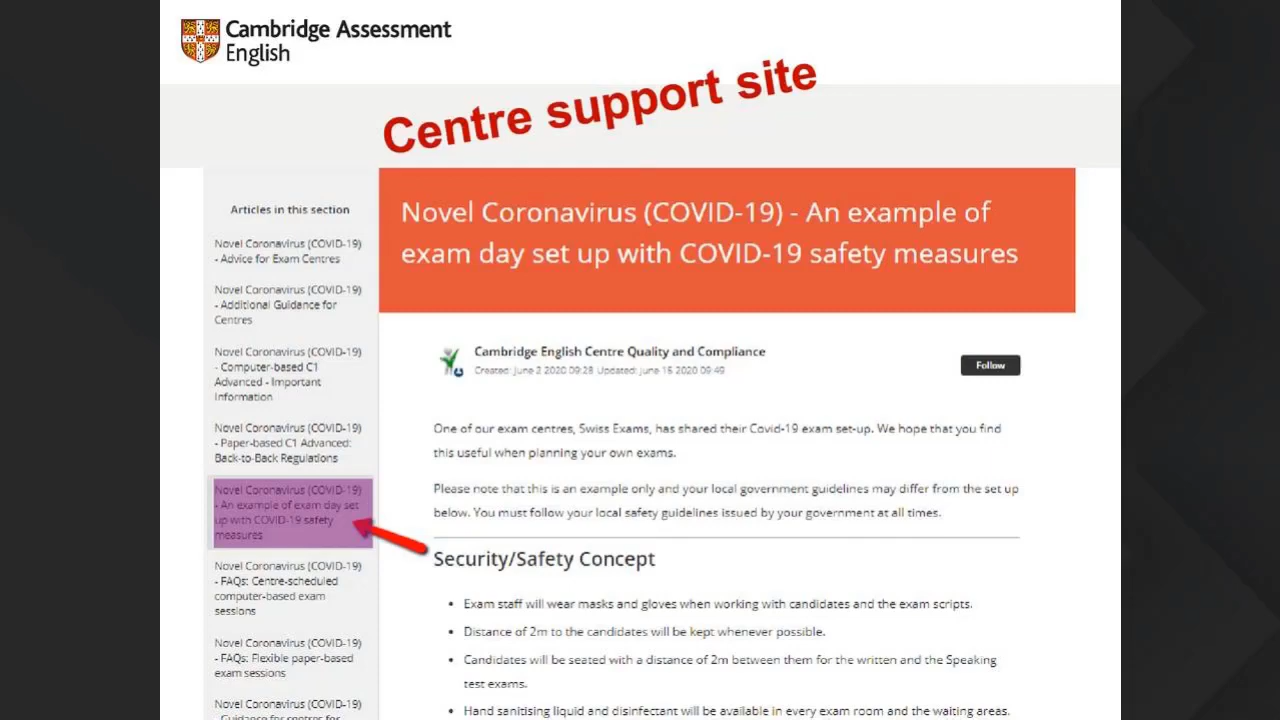 Cambridge Assessment
English
Centre support site
Articles in this section
Novel Coronavirus (COVID-19)
- Advice for Exam Centres
Novel Coronavirus (COVID-19)
- Additional Guidance for
Centres
Novel Coronavirus (COVID-19)
- Computer-based C1
Advanced - Important
Information
Novel Coronavirus (COVID-19)
- Paper-based C1 Advanced:
Back-to-Back Regulations
Novel Coronavirus (COVID-19)
- An example of exam day set
up with COVID-19 safety
measures
Novel Coronavirus (COVID-19)
- FAQs: Centre-scheduled
computer-based exam
sessions
Novel Coronavirus (COVID-19)
- FAQs: Flexible paper-based
exam sessions
Novel Coronavirus (COVID-19)
- Guidance for centres for
Novel Coronavirus (COVID-19) - An example of
exam day set up with COVID-19 safety measures
Cambridge English Centre Quality and Compliance
Created: June 2 2020 09:28 Updated: June 15 2020 09:49
Follow
One of our exam centres, Swiss Exams, has shared their Covid-19 exam set-up. We hope that you find
this useful when planning your own exams.
Please note that this is an example only and your local government guidelines may differ from the set up
below. You must follow your local safety guidelines issued by your government at all times.
Security/Safety Concept
• Exam staff will wear masks and gloves when working with candidates and the exam scripts.
• Distance of 2m to the candidates will be kept whenever possible.
• Candidates will be seated with a distance of 2m between them for the written and the Speaking
test exams.
• Hand sanitising liquid and disinfectant will be available in every exam room and the waiting areas.